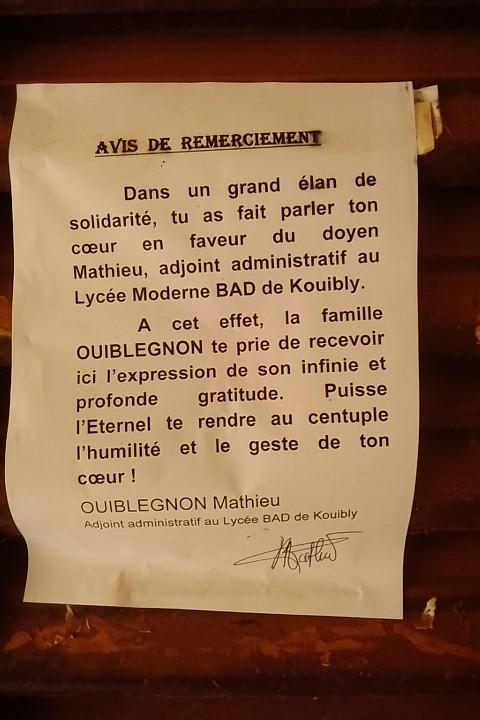 AVIS DE REMERCIEMENT
Dans un grand élan de
solidarité, tu as fait parler ton
cœur en faveur du doyen
Mathieu, adjoint administratif au
Lycée Moderne BAD de Kouibly.
A cet effet, la famille
OUIBLEGNON te prie de recevoir
ici l'expression de son infinie et
profonde gratitude. Puisse
l'Eternel te rendre au centuple
l'humilité et le geste de ton
cœur !
OUIBLEGNON Mathieu
Adjoint administratif au Lycée BAD de Kouibly